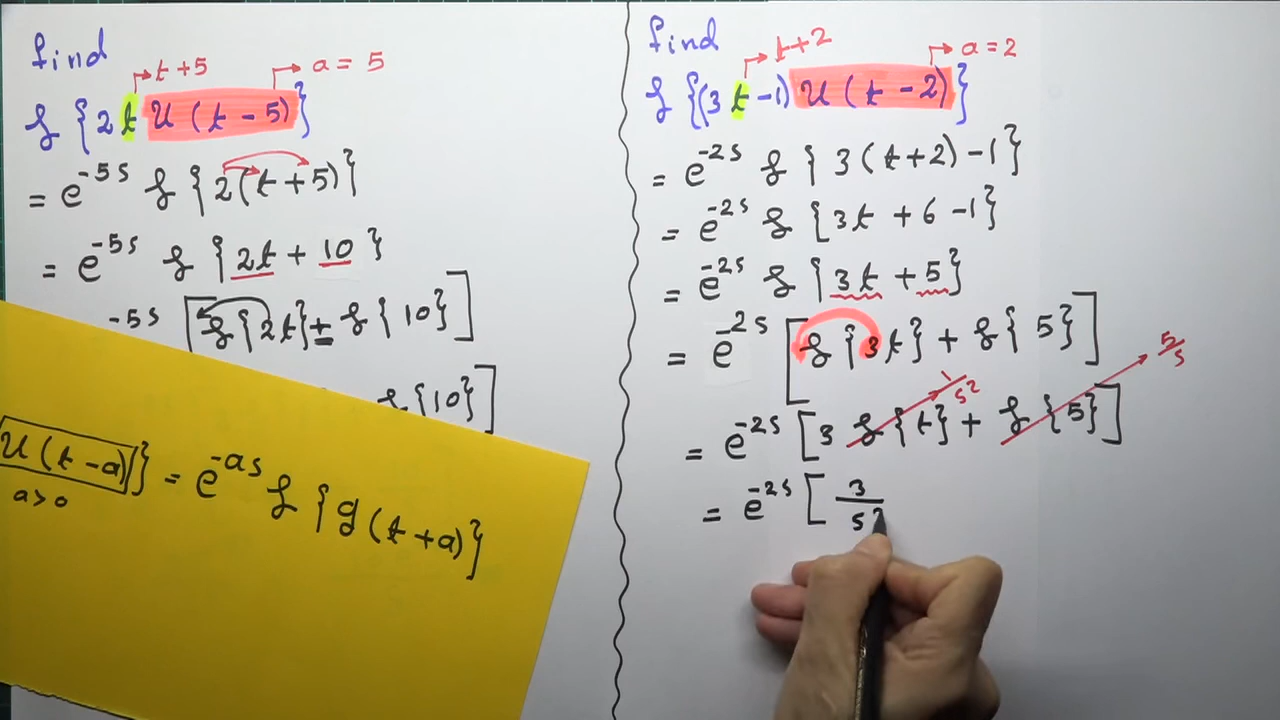 find
t+5
a = 5
ℒ {2t U (t - 5)}
= e^-5s ℒ {2(t+5)}
= e^-5s ℒ {2t + 10}
-5s [ℒ {2t} + ℒ {10}]
ℒ {10}]
U (t-a)} = e^-as ℒ {g (t+a)}
a>0
find
t+2
a = 2
ℒ {(3t-1) U (t - 2)}
= e^-2s ℒ {3(t+2)-1}
= e^-2s ℒ {3t + 6 -1}
= e^-2s ℒ {3t + 5}
= e^-2s [ℒ {3t} + ℒ {5}]
5/s
1/s²
= e^-2s [3 ℒ {t} + ℒ {5}]
= e^-2s [3/s²